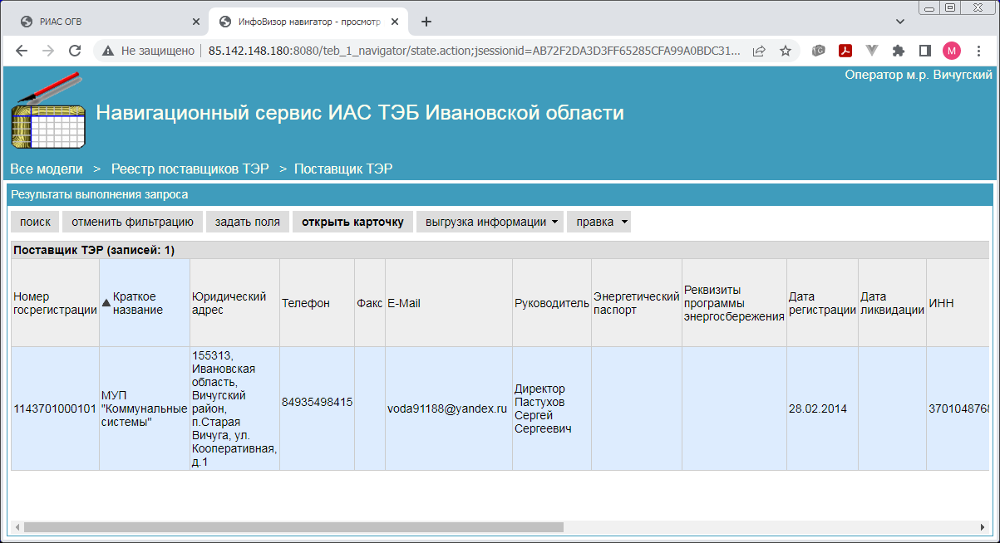 РИАС ОГВ
ИнфоВизор навигатор - просмотр
Не защищено
85.142.148.180:8080/teb_1_navigator/state.action;jsessionid=AB72F2DA3D3FF65285CFA99A0BDC31...
M
Оператор м.р. Вичугский
Навигационный сервис ИАС ТЭБ Ивановской области
Все модели > Реестр поставщиков ТЭР > Поставщик ТЭР
Результаты выполнения запроса
поиск отменить фильтрацию задать поля открыть карточку выгрузка информации правка
Поставщик ТЭР (записей: 1)
Номер
госрегистрации
Краткое
название
Юридический
адрес
Телефон
Факс
E-Mail
Руководитель
Энергетический
паспорт
Реквизиты
программы
энергосбережения
Дата
регистрации
Дата
ликвидации
ИНН
1143701000101
МУП
"Коммунальные
системы"
155313,
Ивановская
область,
Вичугский
район,
п.Старая
Вичуга, ул.
Кооперативная,
д.1
84935498415
voda91188@yandex.ru
Директор
Пастухов
Сергей
Сергеевич
28.02.2014
370104876